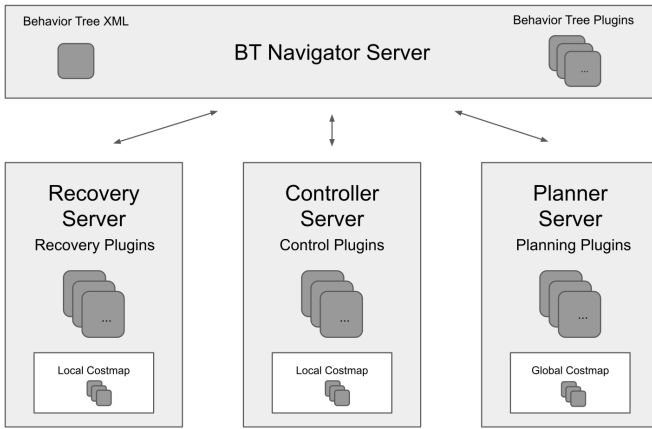 Behavior Tree XML
BT Navigator Server
Behavior Tree Plugins
...
Recovery
Server
Recovery Plugins
...
Local Costmap
Controller
Server
Control Plugins
...
Local Costmap
Planner
Server
Planning Plugins
...
Global Costmap